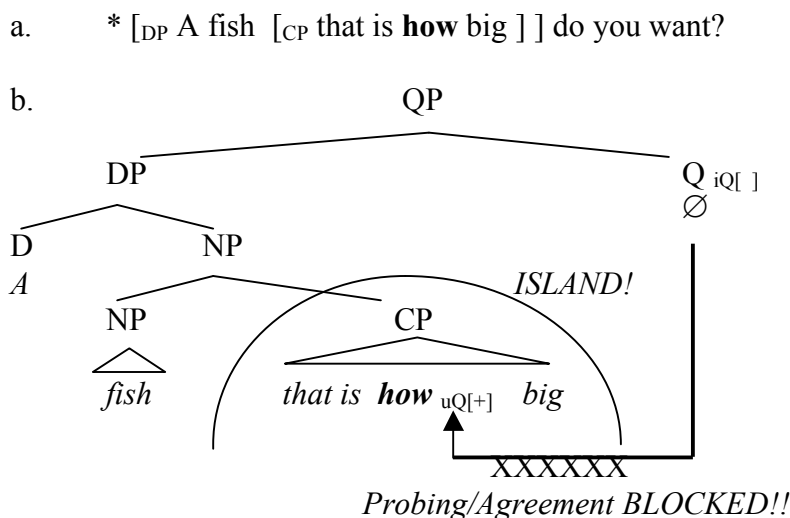 a. * [DP A fish [CP that is how big ] ] do you want?
b. QP
DP Q iQ[ ]
∅
D NP
A ISLAND!
NP CP
fish that is how uQ[+] big
XXXXXX
Probing/Agreement BLOCKED!!